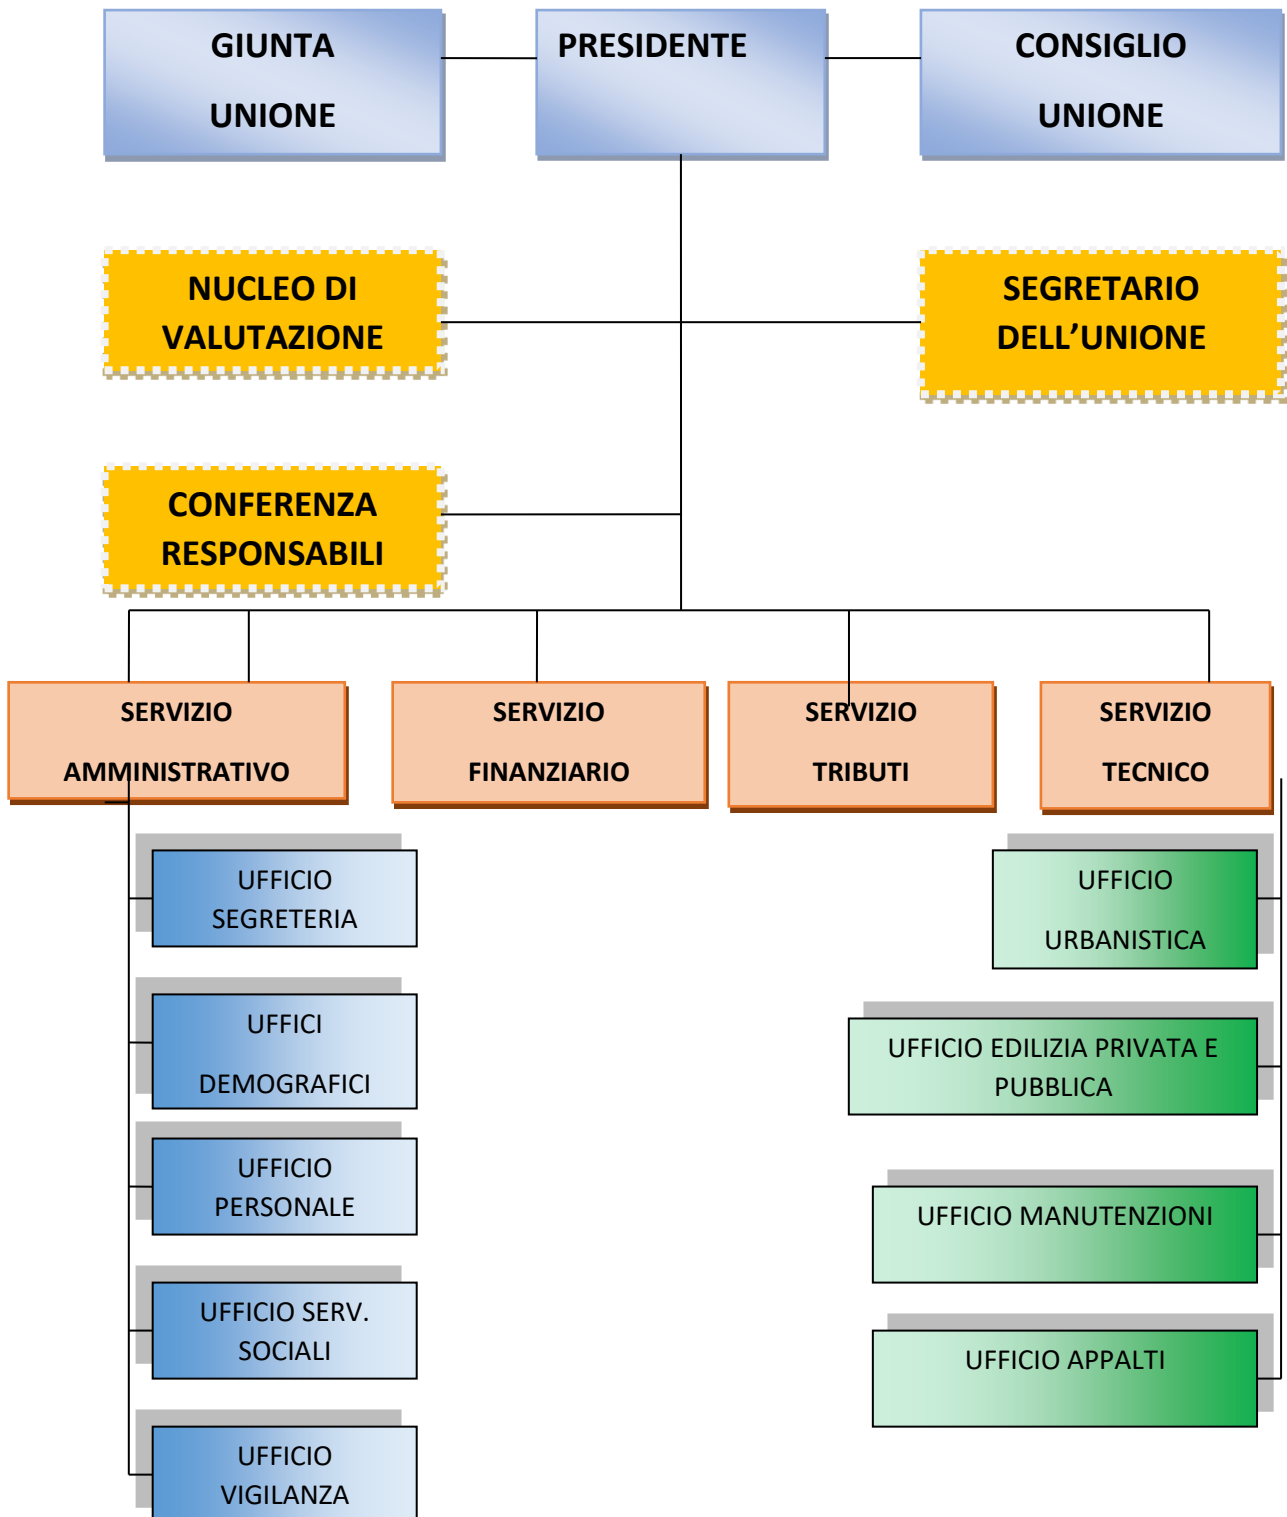 GIUNTA
UNIONE
PRESIDENTE
CONSIGLIO
UNIONE
NUCLEO DI
VALUTAZIONE
SEGRETARIO
DELL’UNIONE
CONFERENZA
RESPONSABILI
SERVIZIO
AMMINISTRATIVO
SERVIZIO
FINANZIARIO
SERVIZIO
TRIBUTI
SERVIZIO
TECNICO
UFFICIO
SEGRETERIA
UFFICI
DEMOGRAFICI
UFFICIO
PERSONALE
UFFICIO SERV.
SOCIALI
UFFICIO
VIGILANZA
UFFICIO
URBANISTICA
UFFICIO EDILIZIA PRIVATA E
PUBBLICA
UFFICIO MANUTENZIONI
UFFICIO APPALTI